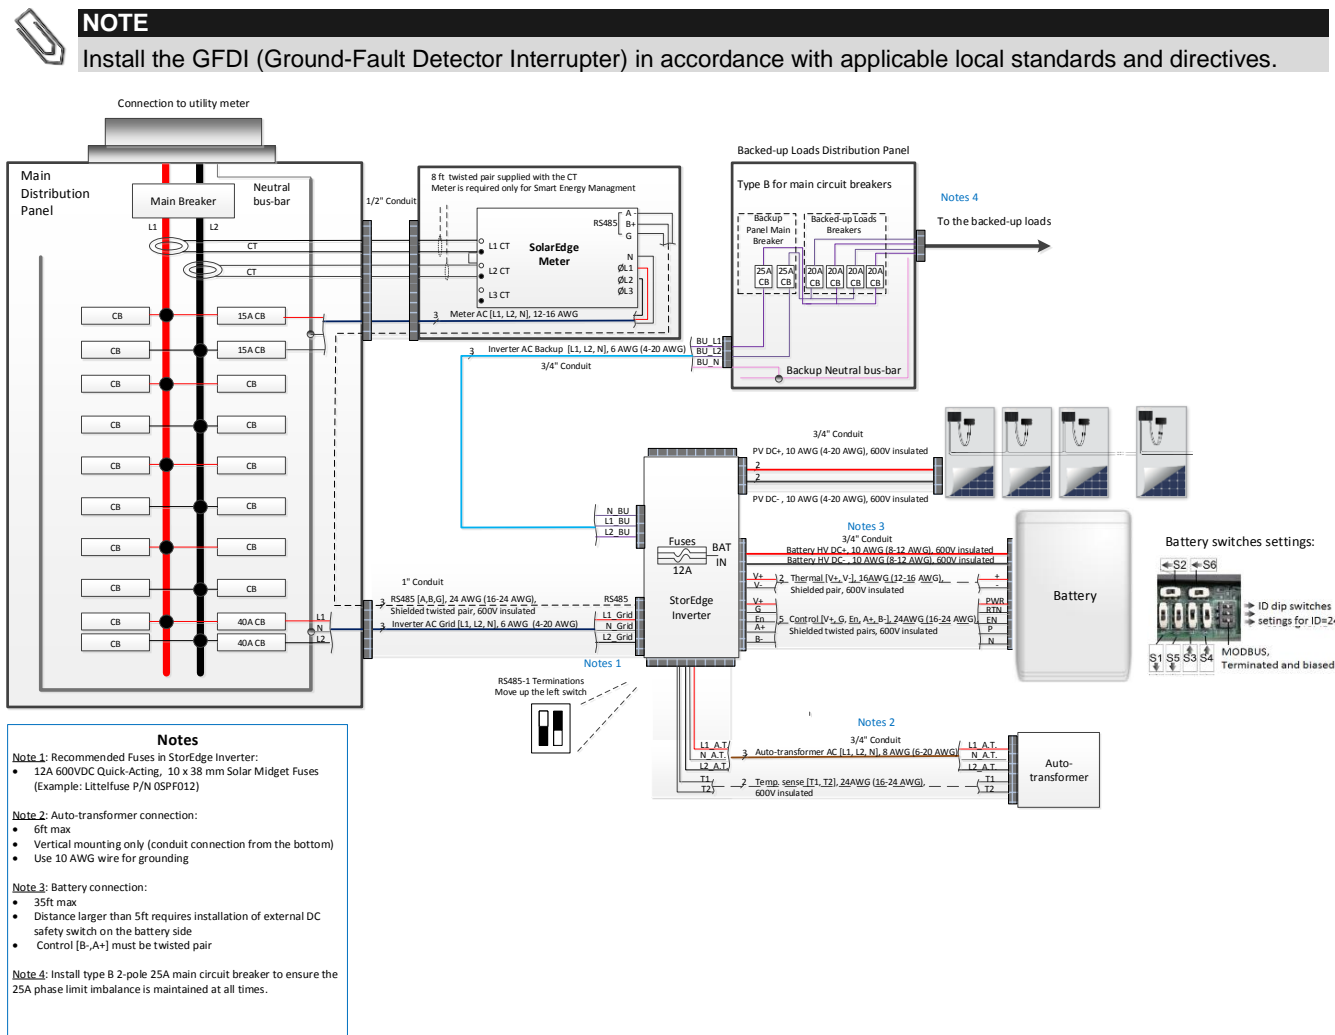 NOTE
Install the GFDI (Ground-Fault Detector Interrupter) in accordance with applicable local standards and directives.
Connection to utility meter
Main
Distribution
Panel
Main Breaker
Neutral
bus-bar
L1
L2
CT
CT
1/2" Conduit
8 ft twisted pair supplied with the CT
Meter is required only for Smart Energy Managment
SolarEdge
Meter
L1 CT
L2 CT
L3 CT
RS485
A
B+
G
N
ØL1
ØL2
ØL3
3
Meter AC [L1, L2, N], 12-16 AWG
CB
15A CB
CB
15A CB
CB
CB
CB
CB
CB
CB
CB
CB
CB
CB
CB
CB
40A CB
CB
40A CB
L1
N
L2
Backed-up Loads Distribution Panel
Type B for main circuit breakers
Backup
Panel Main
Breaker
Backed-up Loads
Breakers
25A
CB
25A
CB
20A
CB
20A
CB
20A
CB
20A
CB
BU_L1
BU_L2
BU_N
Backup Neutral bus-bar
Notes 4
To the backed-up loads
3
Inverter AC Backup [L1, L2, N], 6 AWG (4-20 AWG)
3/4" Conduit
3/4" Conduit
PV DC+, 10 AWG (4-20 AWG), 600V insulated
2
2
PV DC- , 10 AWG (4-20 AWG), 600V insulated
N_BU
L1_BU
L2_BU
Fuses
12A
BAT
IN
StorEdge
Inverter
Notes 3
3/4" Conduit
Battery HV DC+, 10 AWG (8-12 AWG), 600V insulated
Battery HV DC- , 10 AWG (8-12 AWG), 600V insulated
V+
V-
2
Thermal [V+, V-], 16AWG (12-16 AWG),
Shielded pair, 600V insulated
+
-
V+
G
En
A+
B-
5
Control [V+, G, En, A+, B-], 24AWG (16-24 AWG)
Shielded twisted pairs, 600V insulated
PWR
RTN
EN
P
N
Battery
Battery switches settings:
S2
S6
ID dip switches
setings for ID=24
S1
S5
S3
S4
MODBUS,
Terminated and biased
1" Conduit
3
RS485 [A,B,G], 24 AWG (16-24 AWG),
Shielded twisted pair, 600V insulated
RS485
3
Inverter AC Grid [L1, L2, N], 6 AWG (4-20 AWG)
L1_Grid
N_Grid
L2_Grid
Notes 1
RS485-1 Terminations
Move up the left switch
Notes 2
3/4" Conduit
L1_A.T.
N_A.T.
L2_A.T.
3
Auto-transformer AC [L1, L2, N], 8 AWG (6-20 AWG)
L1_A.T.
N_A.T.
L2_A.T.
T1
T2
2
Temp. sense [T1, T2], 24AWG (16-24 AWG),
600V insulated
T1
T2
Auto-
transformer
Notes
Note 1: Recommended Fuses in StorEdge Inverter:
• 12A 600VDC Quick-Acting, 10 x 38 mm Solar Midget Fuses
(Example: Littelfuse P/N 0SPF012)
Note 2: Auto-transformer connection:
• 6ft max
• Vertical mounting only (conduit connection from the bottom)
• Use 10 AWG wire for grounding
Note 3: Battery connection:
• 35ft max
• Distance larger than 5ft requires installation of external DC
safety switch on the battery side
• Control [B-,A+] must be twisted pair
Note 4: Install type B 2-pole 25A main circuit breaker to ensure the
25A phase limit imbalance is maintained at all times.